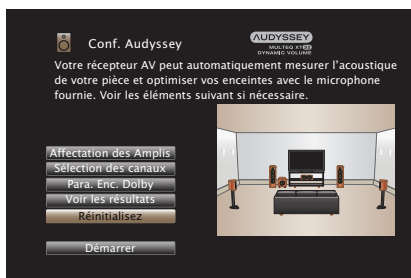 Conf. Audyssey
AUDYSSEY
MULTEQ XT32
DYNAMIC VOLUME
Votre récepteur AV peut automatiquement mesurer l'acoustique
de votre pièce et optimiser vos enceintes avec le microphone
fournie. Voir les éléments suivant si nécessaire.
Affectation des Amplis
Sélection des canaux
Para. Enc. Dolby
Voir les résultats
Réinitialisez
Démarrer